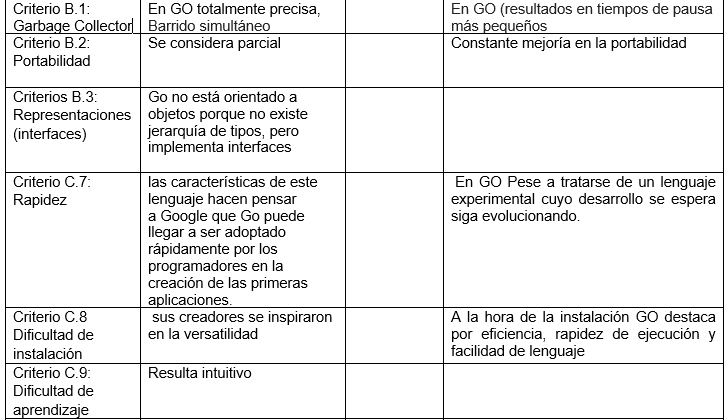 Criterio B.1:
Garbage Collector
En GO totalmente precisa,
Barrido simultáneo
En GO (resultados en tiempos de pausa
más pequeños
Criterio B.2:
Portabilidad
Se considera parcial
Constante mejoría en la portabilidad
Criterios B.3:
Representaciones
(interfaces)
Go no está orientado a
objetos porque no existe
jerarquía de tipos, pero
implementa interfaces
Criterio C.7:
Rapidez
las características de este
lenguaje hacen pensar
a Google que Go puede
llegar a ser adoptado
rápidamente por los
programadores en la
creación de las primeras
aplicaciones.
En GO Pese a tratarse de un lenguaje
experimental cuyo desarrollo se espera
siga evolucionando.
Criterio C.8
Dificultad de
instalación
sus creadores se inspiraron
en la versatilidad
A la hora de la instalación GO destaca
por eficiencia, rapidez de ejecución y
facilidad de lenguaje
Criterio C.9:
Dificultad de
aprendizaje
Resulta intuitivo